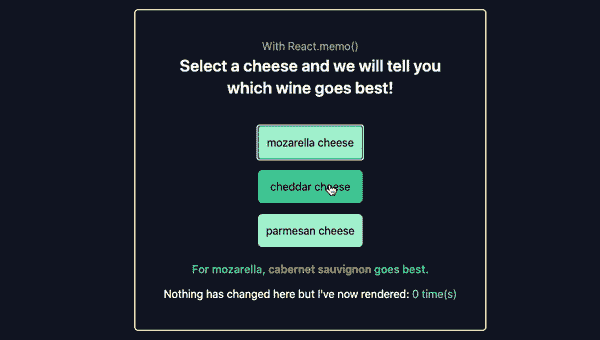 With React.memo()
Select a cheese and we will tell you
which wine goes best!
mozarella cheese
cheddar cheese
parmesan cheese
For mozarella, cabernet sauvignon goes best.
Nothing has changed here but I've now rendered: 0 time(s)